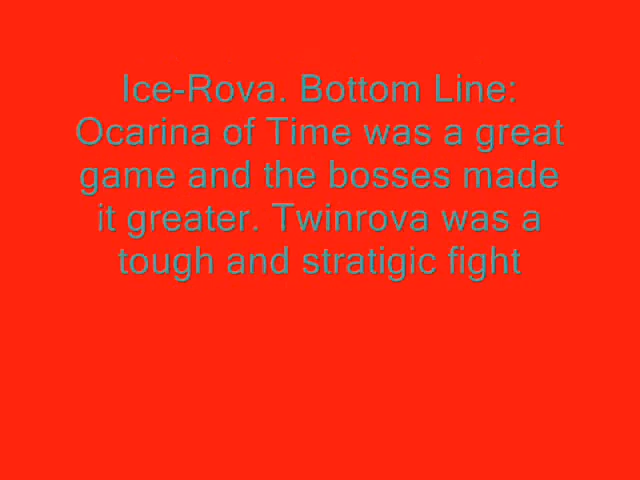 Ice-Rova. Bottom Line:
Ocarina of Time was a great
game and the bosses made
it greater. Twinrova was a
tough and stratigic fight